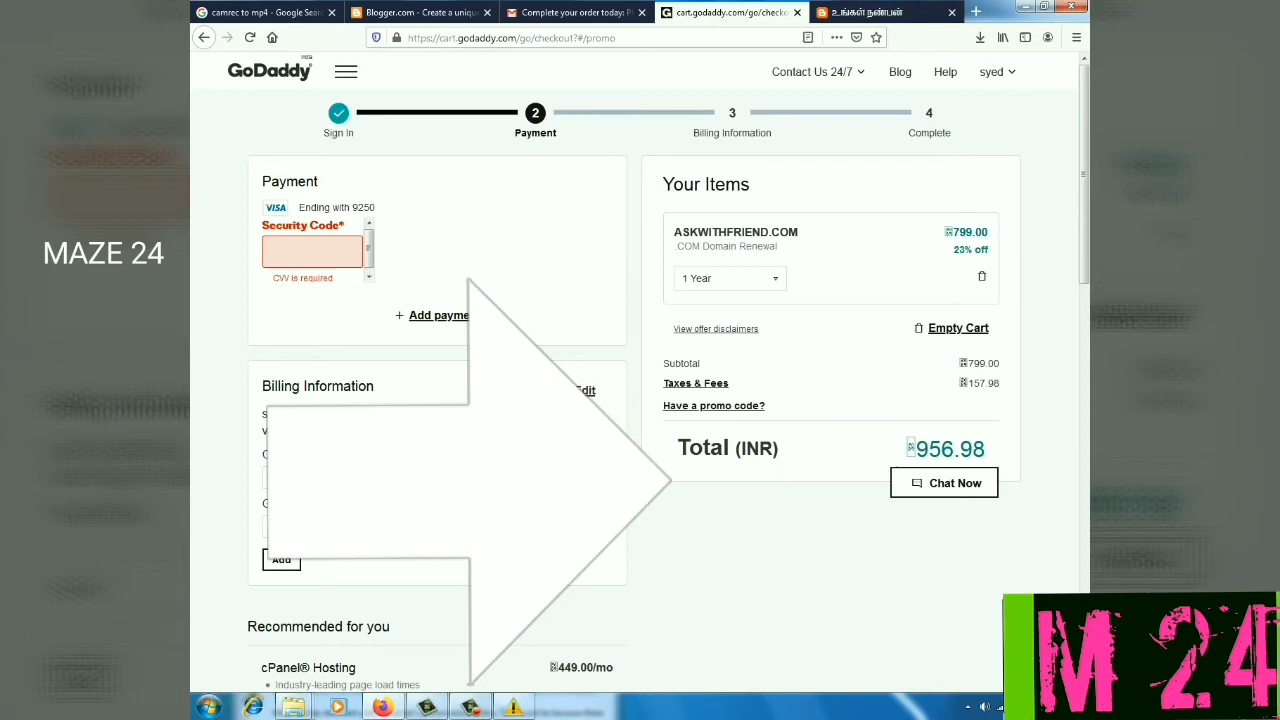 camrec to mp4 - Google Sear
Blogger.com - Create a unique
Complete your order today: Pl
cart.godaddy.com/go/checko
உங்கள் நண்பன்
https://cart.godaddy.com/go/checkout?#/promo
GoDaddy
India
Contact Us 24/7
Blog
Help
syed
2
3
4
Sign In
Payment
Billing Information
Complete
Payment
VISA Ending with 9250
Security Code*
CVV is required.
+ Add payme
Your Items
ASKWITHFRIEND.COM
799.00
.COM Domain Renewal
23% off
1 Year
View offer disclaimers
Empty Cart
Subtotal
799.00
Taxes & Fees
157.98
Have a promo code?
Total (INR)
956.98
Chat Now
Billing Information
Edit
Add
Recommended for you
cPanel® Hosting
449.00/mo
Industry-leading page load times
MAZE 24
M 24